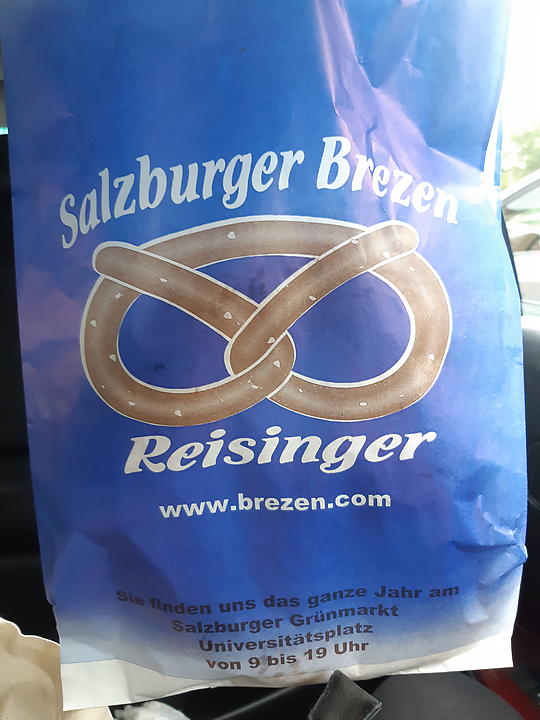 Salzburger Brezen
Reisinger
www.brezen.com
Sie finden uns das ganze Jahr am
Salzburger Grünmarkt
Universitätsplatz
von 9 bis 19 Uhr